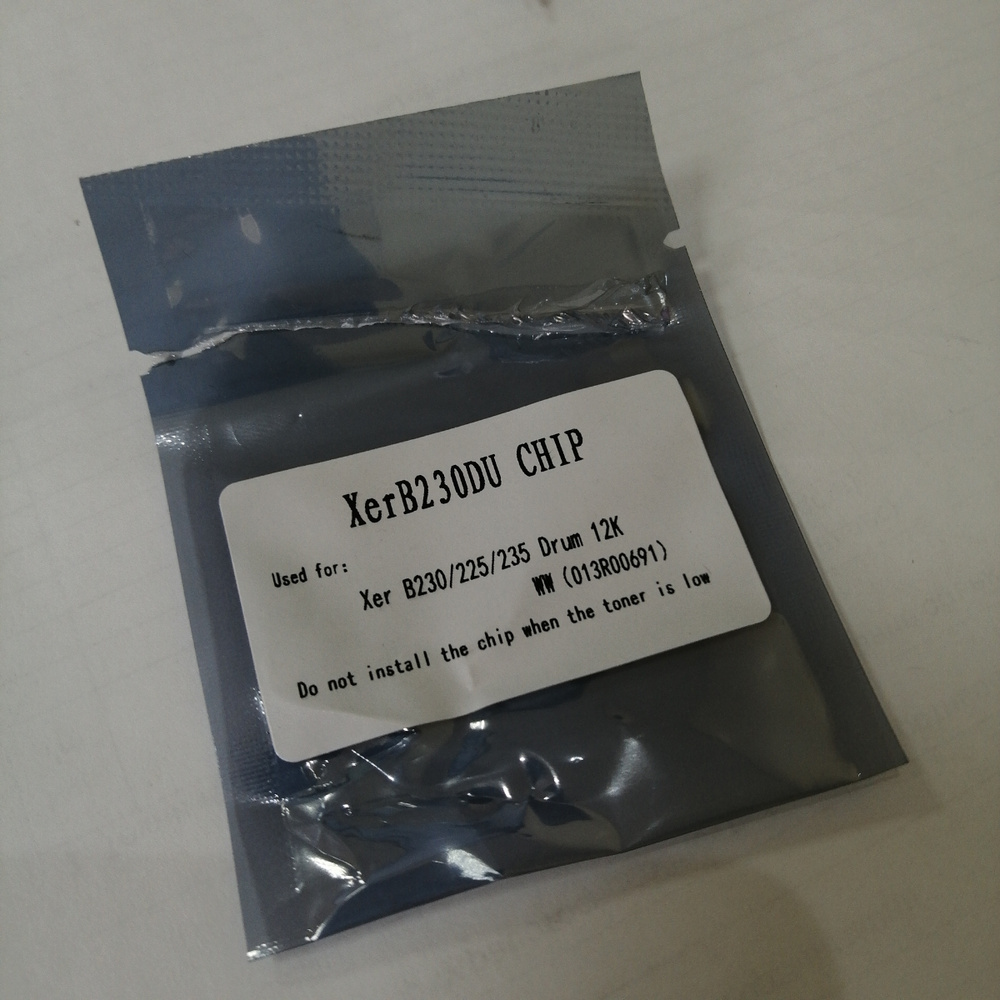 XerB230DU CHIP
Used for:
Xer B230/225/235 Drum 12K
WW (013R00691)
Do not install the chip when the toner is low